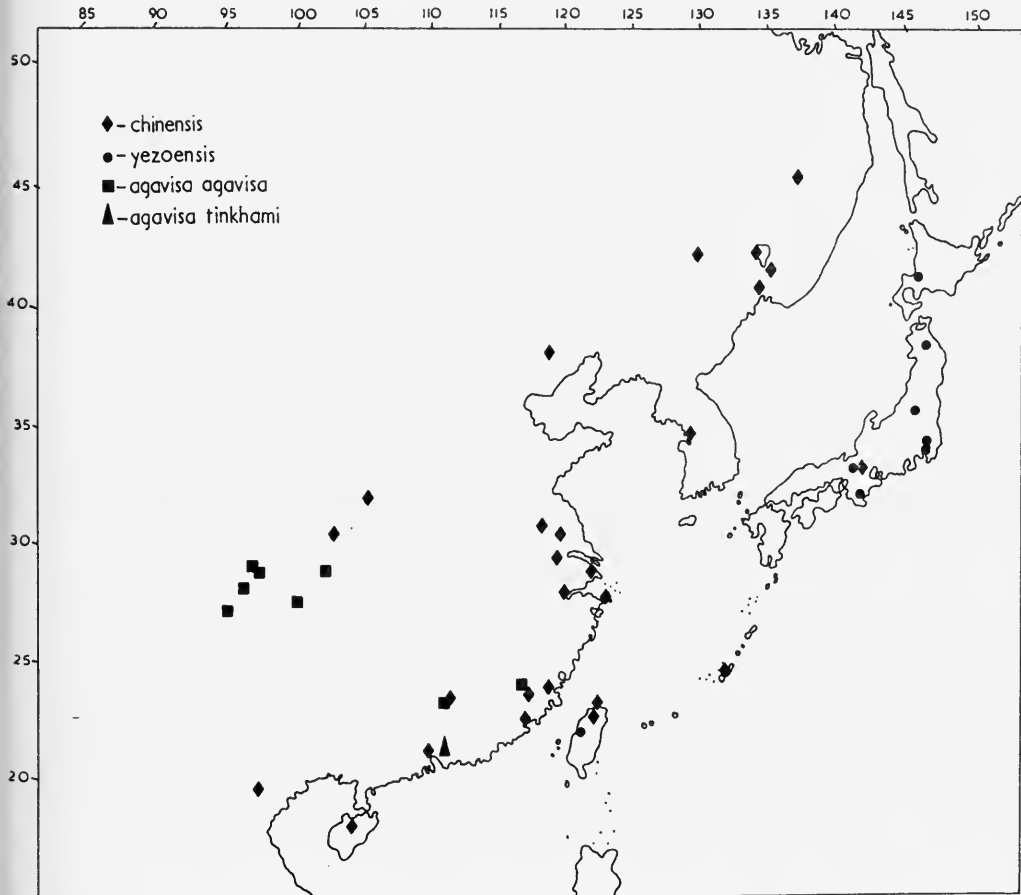 85 90 95 100 105 110 115 120 125 130 135 140 145 150
50
♦ – chinensis
● – yezoensis
■ – agavisa agavisa
▲ – agavisa tinkhami
45
40
35
30
25
20